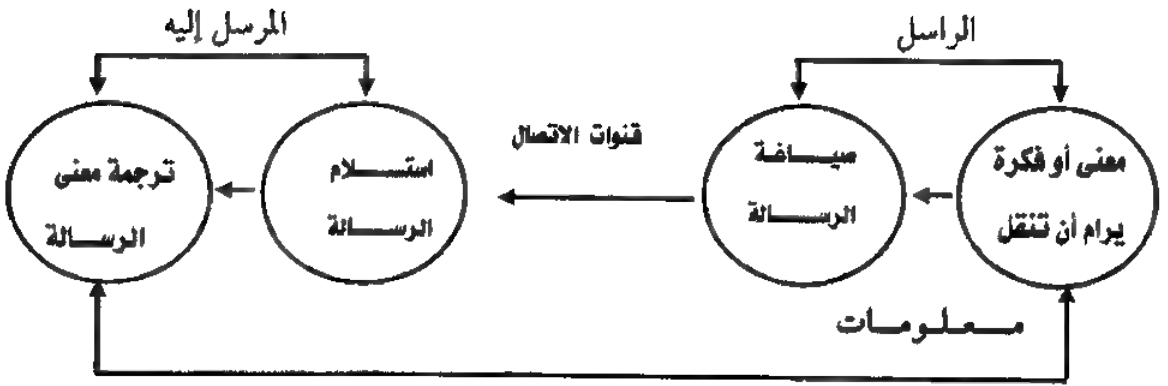 الراسل
المرسل إليه
معنى أو فكرة
يرام أن تنقل
صياغة
الرسالة
قنوات الاتصال
استلام
الرسالة
ترجمة معنى
الرسالة
معلومات